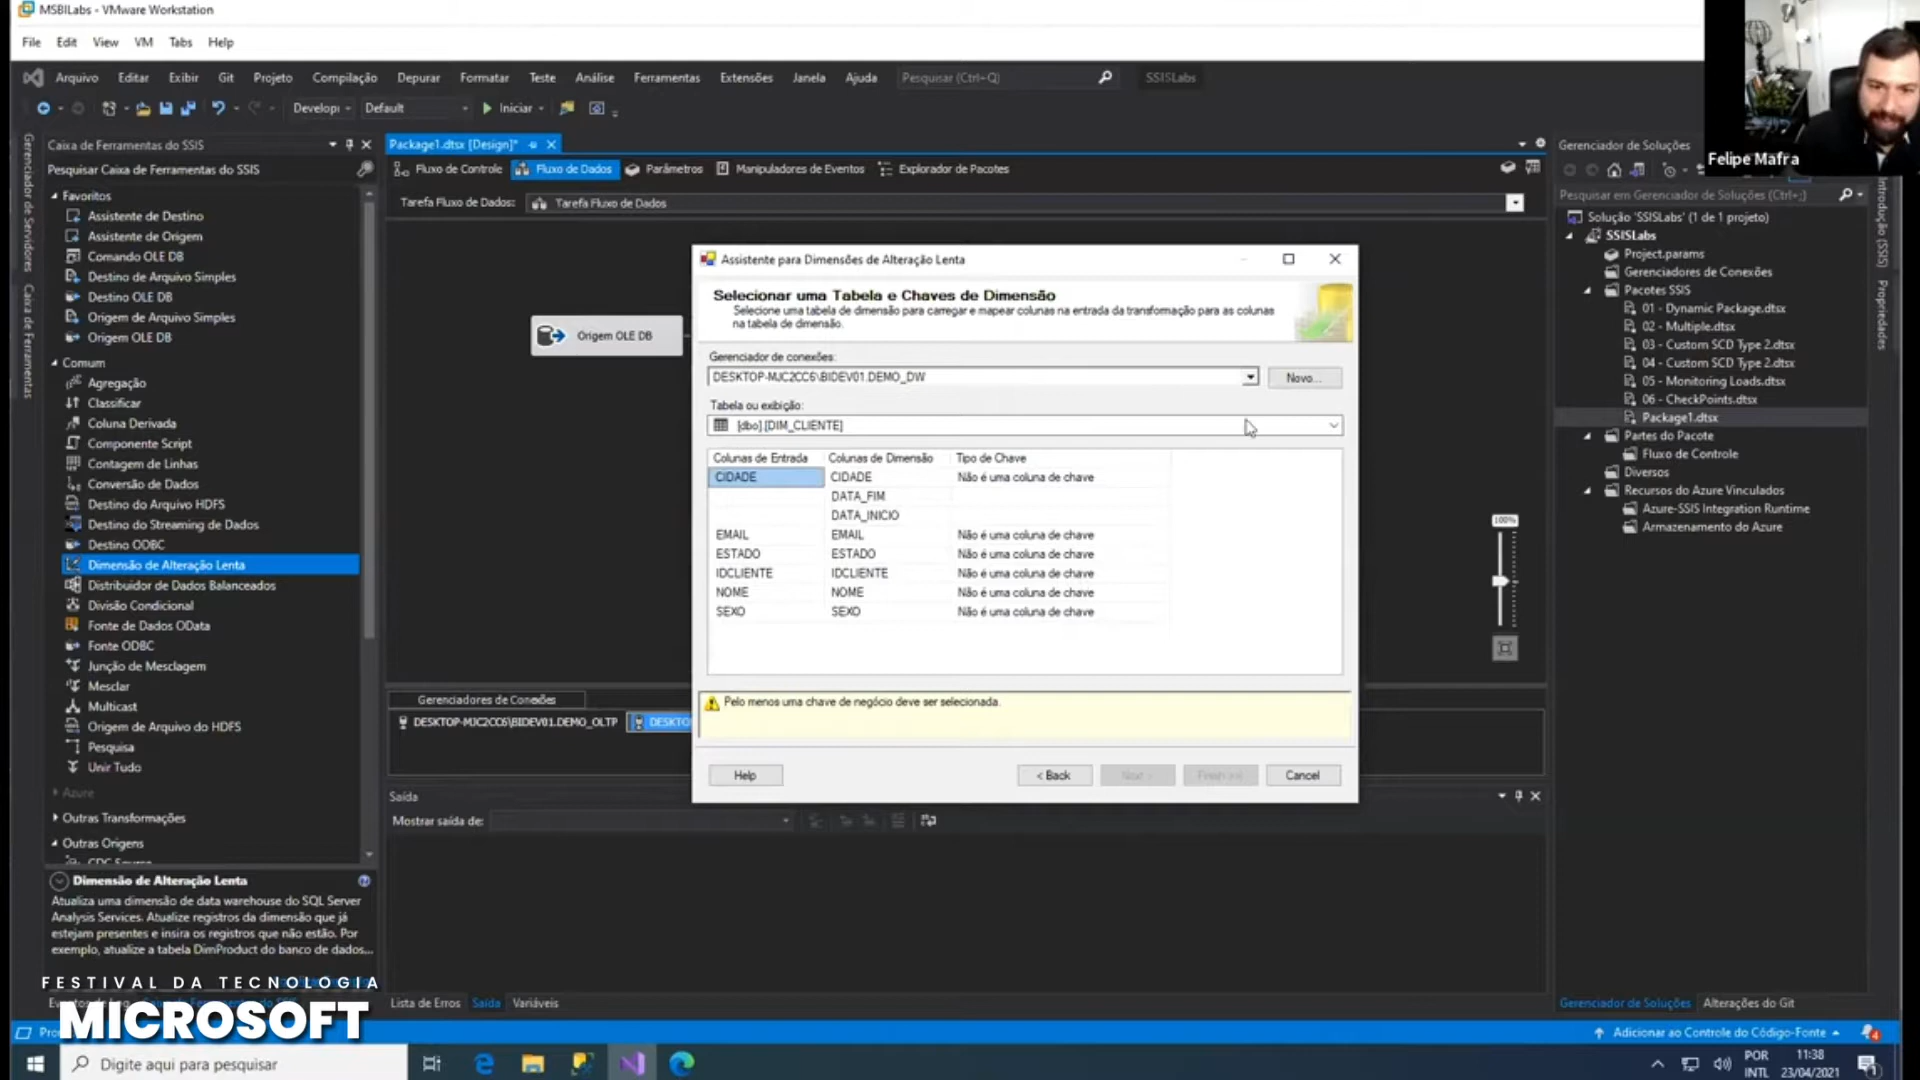 MSBILabs - VMware Workstation
File Edit View VM Tabs Help
Arquivo Editar Exibir Git Projeto Compilação Depurar Formatar Teste Análise Ferramentas Extensões Janela Ajuda Pesquisar (Ctrl+Q) SSISLabs
Developi Default Iniciar
Felipe Mafra
Gerenciador de Servidores
Caixa de Ferramentas
Caixa de Ferramentas do SSIS
Pesquisar Caixa de Ferramentas do SSIS
Favoritos
Assistente de Destino
Assistente de Origem
Comando OLE DB
Destino de Arquivo Simples
Destino OLE DB
Origem de Arquivo Simples
Origem OLE DB
Comum
Agregação
Classificar
Coluna Derivada
Componente Script
Contagem de Linhas
Conversão de Dados
Destino do Arquivo HDFS
Destino do Streaming de Dados
Destino ODBC
Dimensão de Alteração Lenta
Distribuidor de Dados Balanceados
Divisão Condicional
Fonte de Dados OData
Fonte ODBC
Junção de Mesclagem
Mesclar
Multicast
Origem de Arquivo do HDFS
Pesquisa
Unir Tudo
Azure
Outras Transformações
Outras Origens
CDC Source
Dimensão de Alteração Lenta
Atualiza uma dimensão de data warehouse do SQL Server
Analysis Services. Atualize registros da dimensão que já
estejam presentes e insira os registros que não estão. Por
exemplo, atualize a tabela DimProduct do banco de dados...
Package1.dtsx [Design]*
Fluxo de Controle Fluxo de Dados Parâmetros Manipuladores de Eventos Explorador de Pacotes
Tarefa Fluxo de Dados: Tarefa Fluxo de Dados
Origem OLE DB
100%
Assistente para Dimensões de Alteração Lenta
Selecionar uma Tabela e Chaves de Dimensão
Selecione uma tabela de dimensão para carregar e mapear colunas na entrada da transformação para as colunas
na tabela de dimensão.
Gerenciador de conexões:
DESKTOP-MJC2CC6\BIDEV01.DEMO_DW Novo...
Tabela ou exibição:
[dbo].[DIM_CLIENTE]
Colunas de Entrada Colunas de Dimensão Tipo de Chave
CIDADE CIDADE Não é uma coluna de chave
DATA_FIM
DATA_INICIO
EMAIL EMAIL Não é uma coluna de chave
ESTADO ESTADO Não é uma coluna de chave
IDCLIENTE IDCLIENTE Não é uma coluna de chave
NOME NOME Não é uma coluna de chave
SEXO SEXO Não é uma coluna de chave
Pelo menos uma chave de negócio deve ser selecionada.
Help < Back Next > Finish >>| Cancel
Gerenciadores de Conexões
DESKTOP-MJC2CC6\BIDEV01.DEMO_OLTP DESKTO
Saída
Mostrar saída de:
Lista de Erros Saída Variáveis
Gerenciador de Soluções
Pesquisar em Gerenciador de Soluções (Ctrl+;)
Solução 'SSISLabs' (1 de 1 projeto)
SSISLabs
Project.params
Gerenciadores de Conexões
Pacotes SSIS
01 - Dynamic Package.dtsx
02 - Multiple.dtsx
03 - Custom SCD Type 2.dtsx
04 - Custom SCD Type 2.dtsx
05 - Monitoring Loads.dtsx
06 - CheckPoints.dtsx
Package1.dtsx
Partes do Pacote
Fluxo de Controle
Diversos
Recursos do Azure Vinculados
Azure-SSIS Integration Runtime
Armazenamento do Azure
Introdução (SSIS)
Propriedades
Gerenciador de Soluções Alterações do Git
FESTIVAL DA TECNOLOGIA
MICROSOFT
Adicionar ao Controle do Código-Fonte
Digite aqui para pesquisar
POR
INTL
11:38
23/04/2021